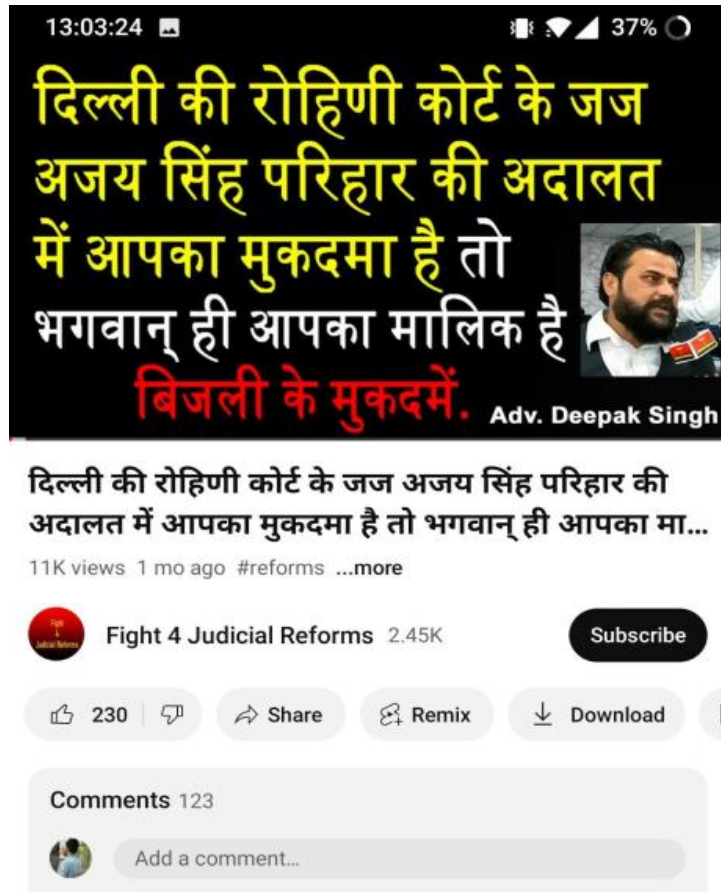 13:03:24 37%
दिल्ली की रोहिणी कोर्ट के जज
अजय सिंह परिहार की अदालत
में आपका मुकदमा है तो
भगवान् ही आपका मालिक है
बिजली के मुकदमें. Adv. Deepak Singh
दिल्ली की रोहिणी कोर्ट के जज अजय सिंह परिहार की
अदालत में आपका मुकदमा है तो भगवान् ही आपका मा...
11K views 1 mo ago #reforms ...more
Fight 4 Judicial Reforms 2.45K Subscribe
230 Share Remix Download
Comments 123
Add a comment...